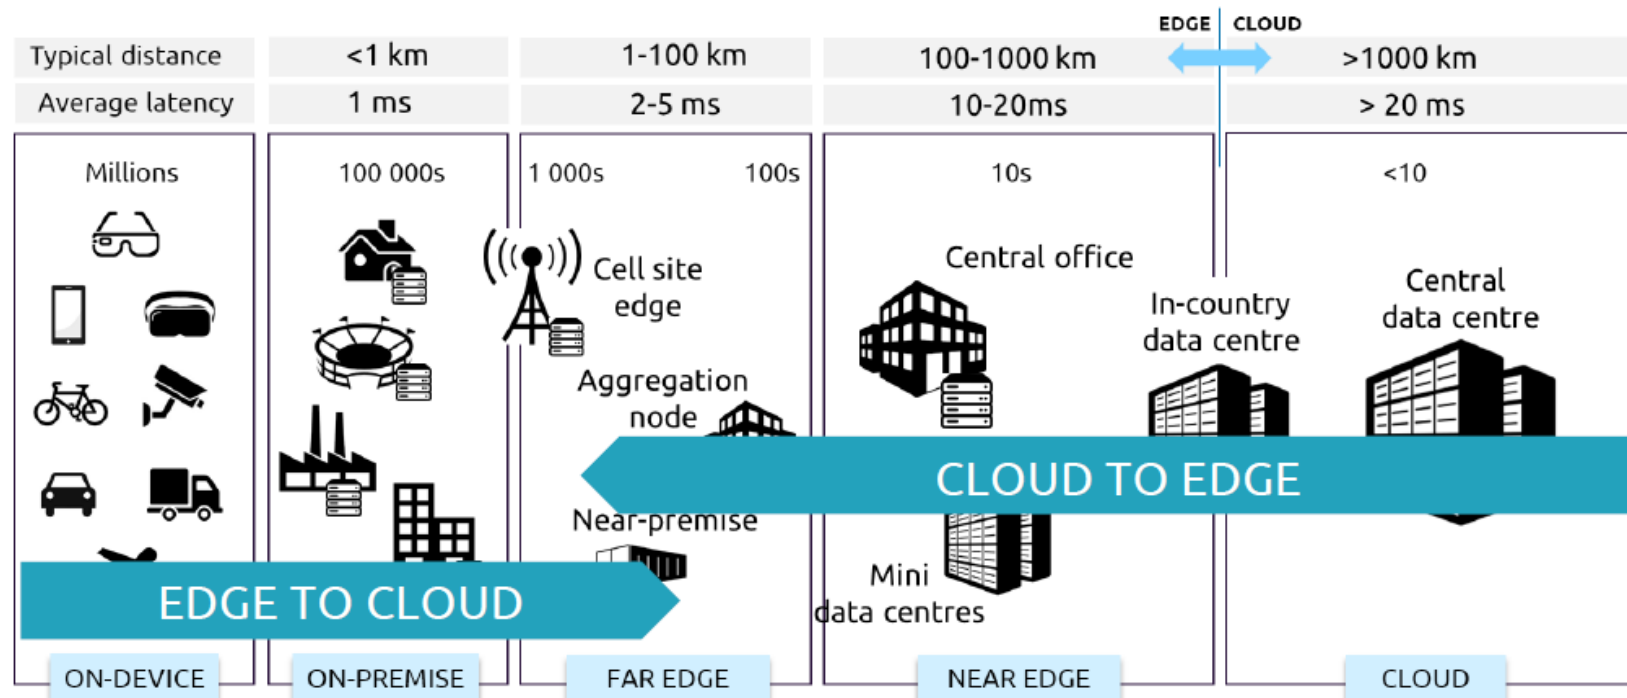 EDGE CLOUD
Typical distance <1 km 1-100 km 100-1000 km >1000 km
Average latency 1 ms 2-5 ms 10-20ms > 20 ms
Millions 100 000s 1 000s 100s 10s <10
Central office
Cell site
edge
In-country
data centre
Central
data centre
Aggregation
node
CLOUD TO EDGE
Near-premise
Mini
data centres
EDGE TO CLOUD
ON-DEVICE ON-PREMISE FAR EDGE NEAR EDGE CLOUD